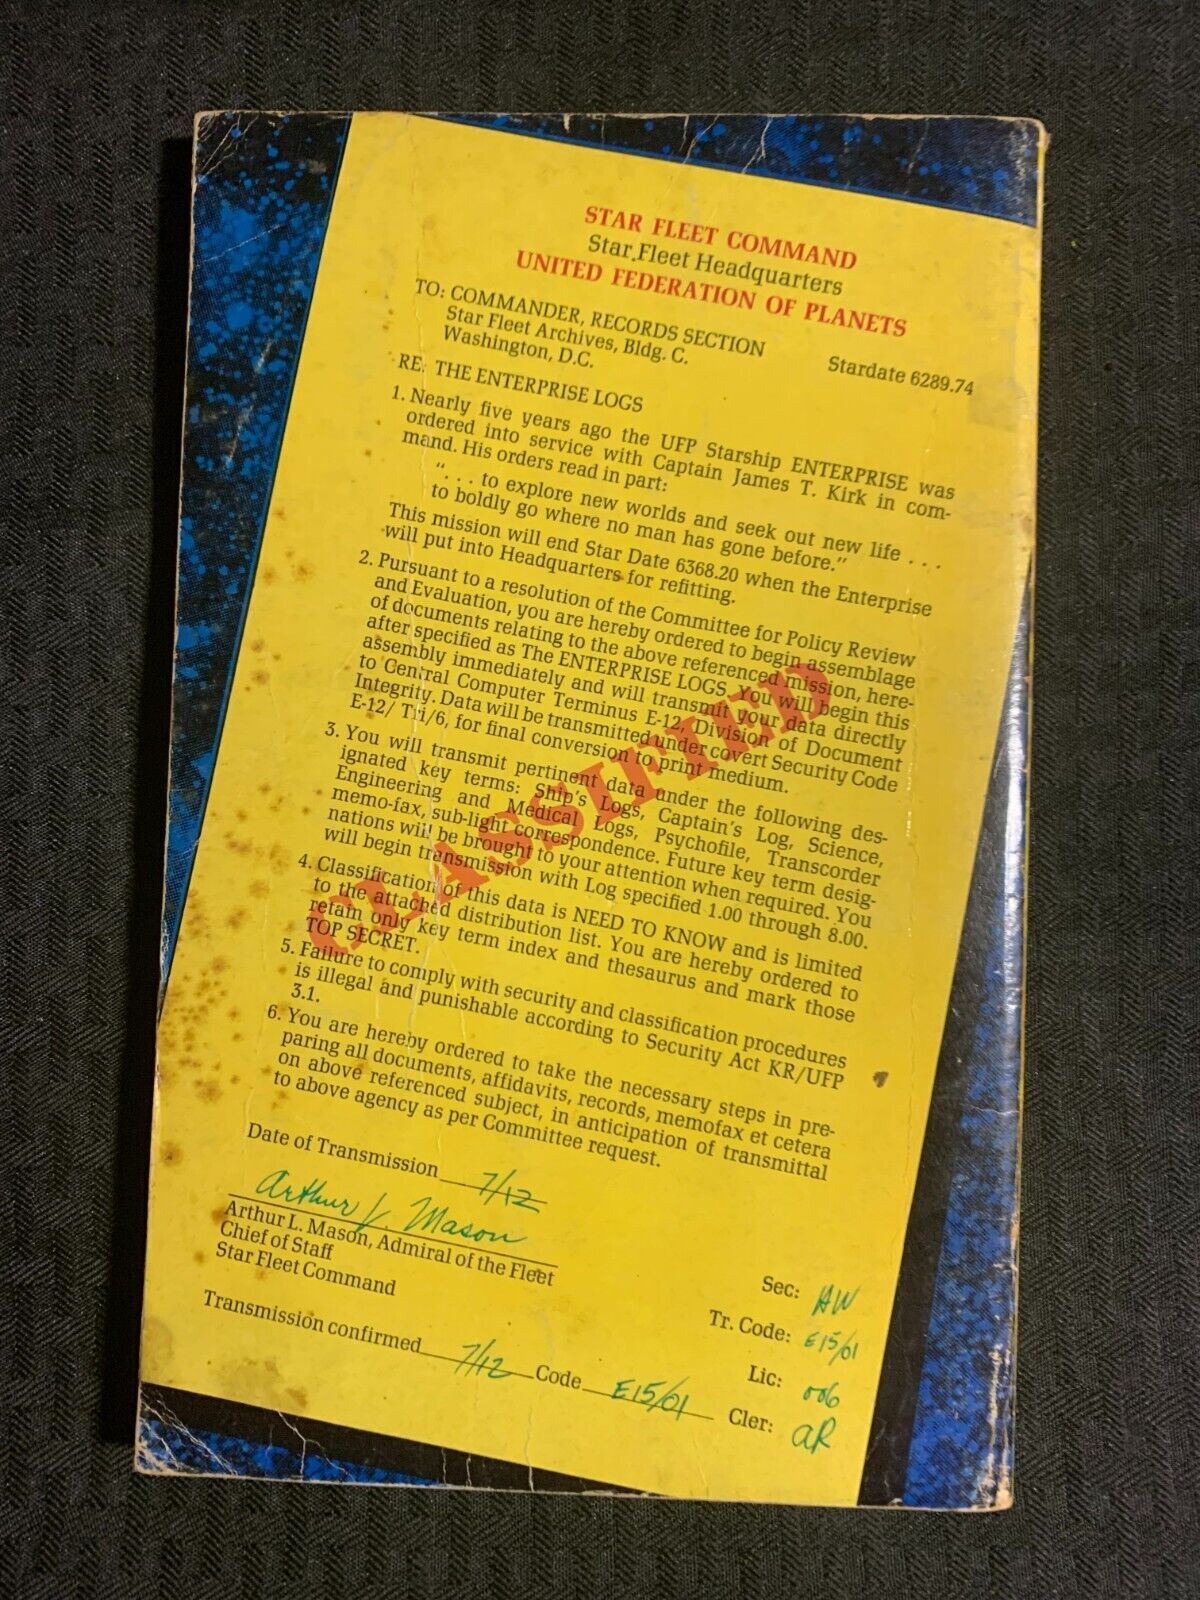 STAR FLEET COMMAND
Star Fleet Headquarters
UNITED FEDERATION OF PLANETS
TO: COMMANDER, RECORDS SECTION
Star Fleet Archives, Bldg. C.
Washington, D.C.
Stardate 6289.74
RE: THE ENTERPRISE LOGS
1. Nearly five years ago the UFP Starship ENTERPRISE was
ordered into service with Captain James T. Kirk in com-
mand. His orders read in part:
". . . to explore new worlds and seek out new life . . .
to boldly go where no man has gone before."
This mission will end Star Date 6368.20 when the Enterprise
will put into Headquarters for refitting.
2. Pursuant to a resolution of the Committee for Policy Review
and Evaluation, you are hereby ordered to begin assemblage
of documents relating to the above referenced mission, here-
after specified as The ENTERPRISE LOGS. You will begin this
assembly immediately and will transmit your data directly
to Central Computer Terminus E-12, Division of Document
Integrity. Data will be transmitted under covert Security Code
E-12/ Tri/6, for final conversion to print medium.
3. You will transmit pertinent data under the following des-
ignated key terms: Ship's Logs, Captain's Log, Science,
Engineering and Medical Logs, Psychofile, Transcorder
memo-fax, sub-light correspondence. Future key term desig-
nations will be brought to your attention when required. You
will begin transmission with Log specified 1.00 through 8.00.
4. Classification of this data is NEED TO KNOW and is limited
to the attached distribution list. You are hereby ordered to
retain only key term index and thesaurus and mark those
TOP SECRET.
5. Failure to comply with security and classification procedures
is illegal and punishable according to Security Act KR/UFP
3.1.
6. You are hereby ordered to take the necessary steps in pre-
paring all documents, affidavits, records, memofax et cetera
on above referenced subject, in anticipation of transmittal
to above agency as per Committee request.
CLASSIFIED
Date of Transmission 7/12
Arthur L. Mason
Arthur L. Mason, Admiral of the Fleet
Chief of Staff
Star Fleet Command
Transmission confirmed 7/12 Code E15/01
Sec: AW
Tr. Code: E15/01
Lic: 006
Cler: AR